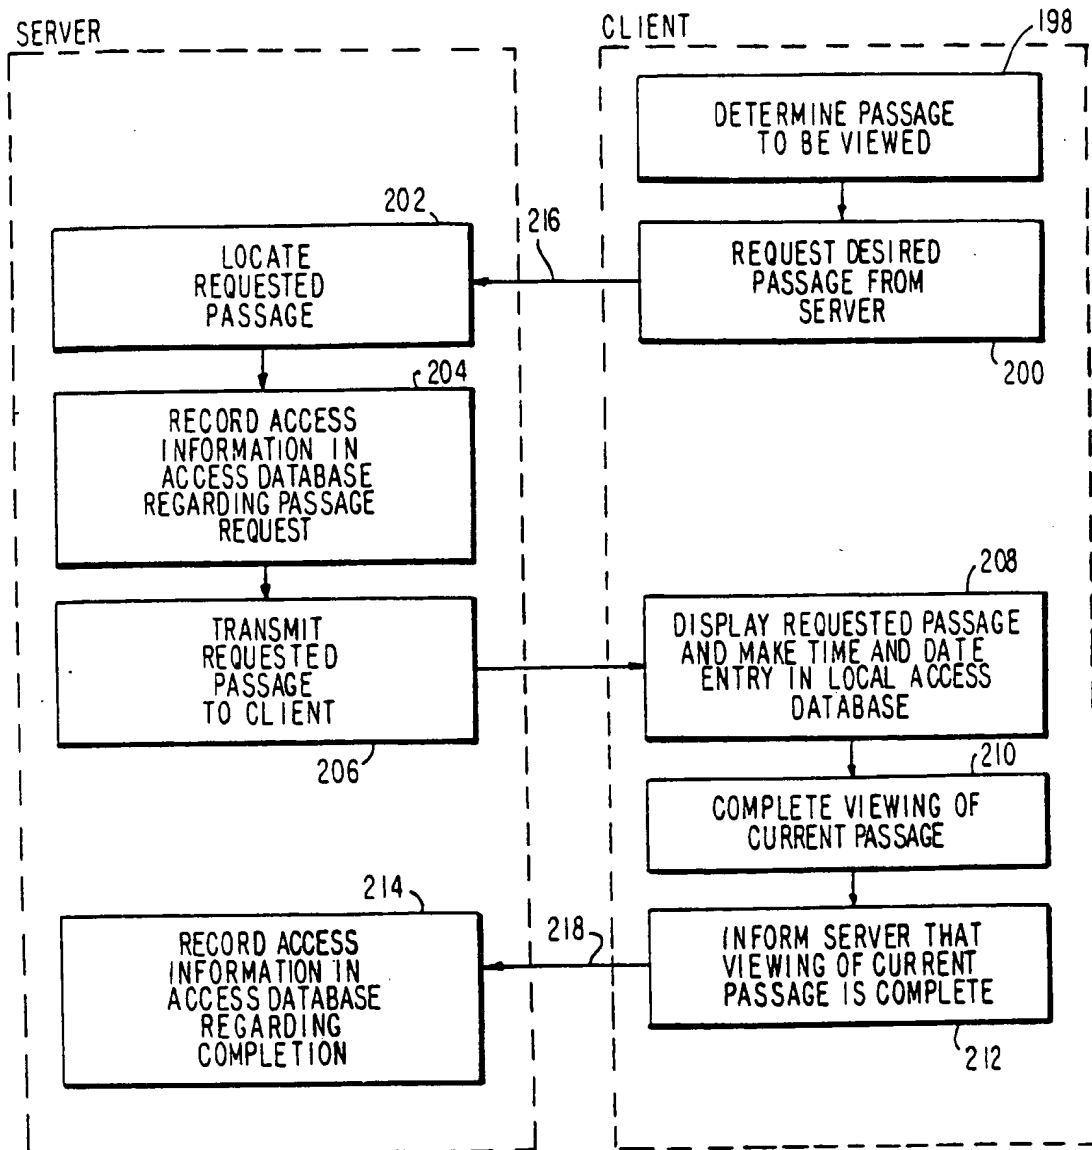 SERVER
CLIENT
198
DETERMINE PASSAGE
TO BE VIEWED
202
216
LOCATE
REQUESTED
PASSAGE
REQUEST DESIRED
PASSAGE FROM
SERVER
200
204
RECORD ACCESS
INFORMATION IN
ACCESS DATABASE
REGARDING PASSAGE
REQUEST
208
TRANSMIT
REQUESTED
PASSAGE
TO CLIENT
206
DISPLAY REQUESTED PASSAGE
AND MAKE TIME AND DATE
ENTRY IN LOCAL ACCESS
DATABASE
210
COMPLETE VIEWING OF
CURRENT PASSAGE
214
218
RECORD ACCESS
INFORMATION IN
ACCESS DATABASE
REGARDING
COMPLETION
INFORM SERVER THAT
VIEWING OF CURRENT
PASSAGE IS COMPLETE
212